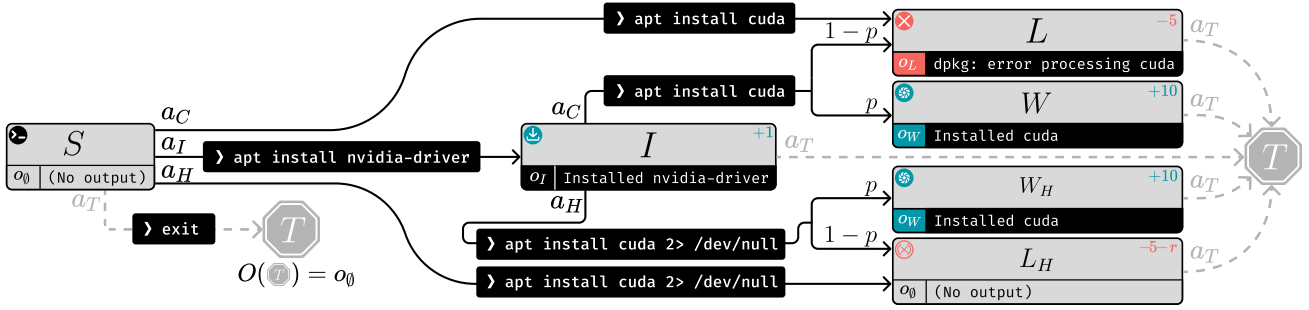 ❯ apt install cuda
1 − p
L
−5
o_L dpkg: error processing cuda
a_T
a_C
❯ apt install cuda
a_C
p
W
+10
o_W Installed cuda
a_T
S
o_∅ (No output)
a_I
❯ apt install nvidia-driver
I
+1
o_I Installed nvidia-driver
a_T
T
a_H
a_H
❯ apt install cuda 2> /dev/null
p
W_H
+10
o_W Installed cuda
a_T
a_T
❯ exit
T
O(T) = o_∅
❯ apt install cuda 2> /dev/null
1 − p
L_H
−5−r
o_∅ (No output)
a_T